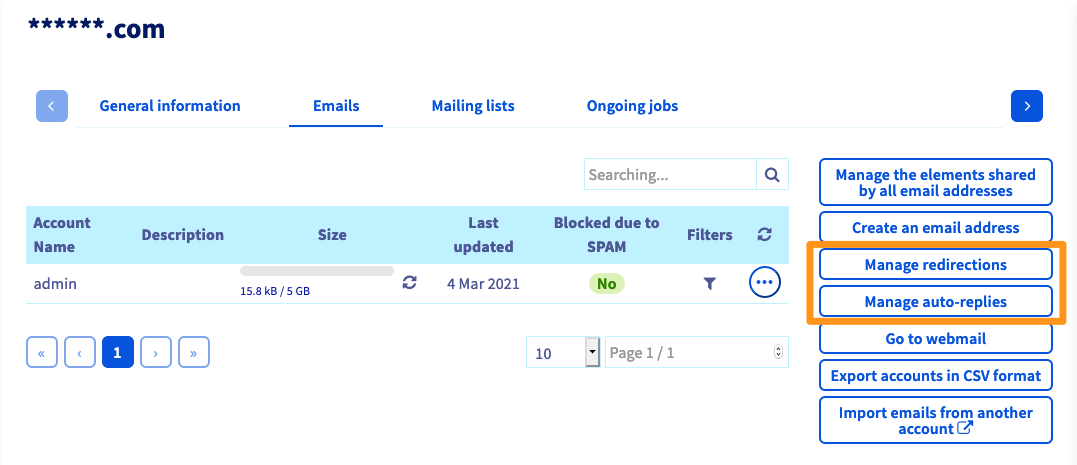 ******.com
‹
General information
Emails
Mailing lists
Ongoing jobs
›
Searching...
Manage the elements shared
by all email addresses
Create an email address
Manage redirections
Manage auto-replies
Go to webmail
Export accounts in CSV format
Import emails from another
account
Account
Name
Description
Size
Last
updated
Blocked due to
SPAM
Filters
admin
15.8 kB / 5 GB
4 Mar 2021
No
«
‹
1
›
»
10
Page 1 / 1